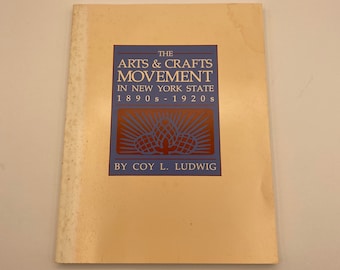 THE
ARTS & CRAFTS
MOVEMENT
IN NEW YORK STATE
1890s-1920s
BY COY L. LUDWIG